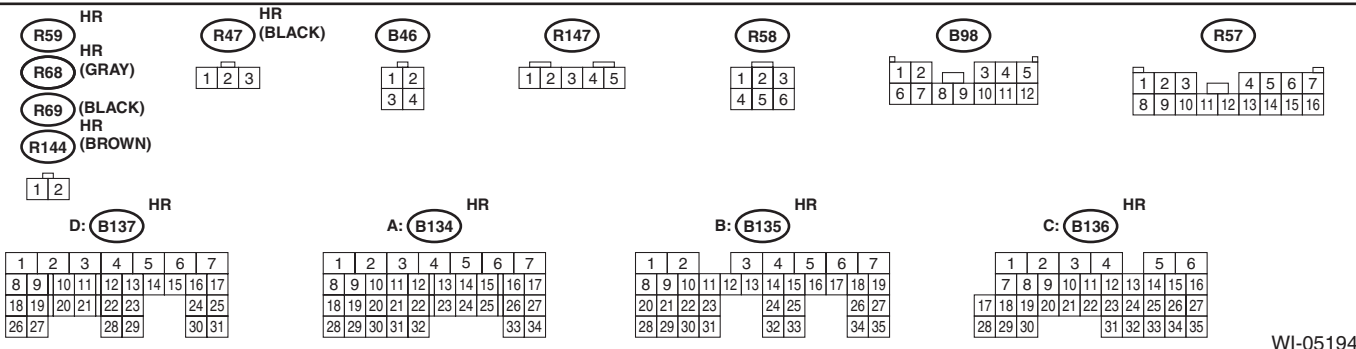 R59 HR
R68 HR (GRAY)
R69 (BLACK)
R144 HR (BROWN)
1 2
R47 HR (BLACK)
1 2 3
B46
1 2
3 4
R147
1 2 3 4 5
R58
1 2 3
4 5 6
B98
1 2 3 4 5
6 7 8 9 10 11 12
R57
1 2 3 4 5 6 7
8 9 10 11 12 13 14 15 16
D: B137 HR
1 2 3 4 5 6 7
8 9 10 11 12 13 14 15 16 17
18 19 20 21 22 23 24 25
26 27 28 29 30 31
A: B134 HR
1 2 3 4 5 6 7
8 9 10 11 12 13 14 15 16 17
18 19 20 21 22 23 24 25 26 27
28 29 30 31 32 33 34
B: B135 HR
1 2 3 4 5 6 7
8 9 10 11 12 13 14 15 16 17 18 19
20 21 22 23 24 25 26 27
28 29 30 31 32 33 34 35
C: B136 HR
1 2 3 4 5 6
7 8 9 10 11 12 13 14 15 16
17 18 19 20 21 22 23 24 25 26 27
28 29 30 31 32 33 34 35
WI-05194